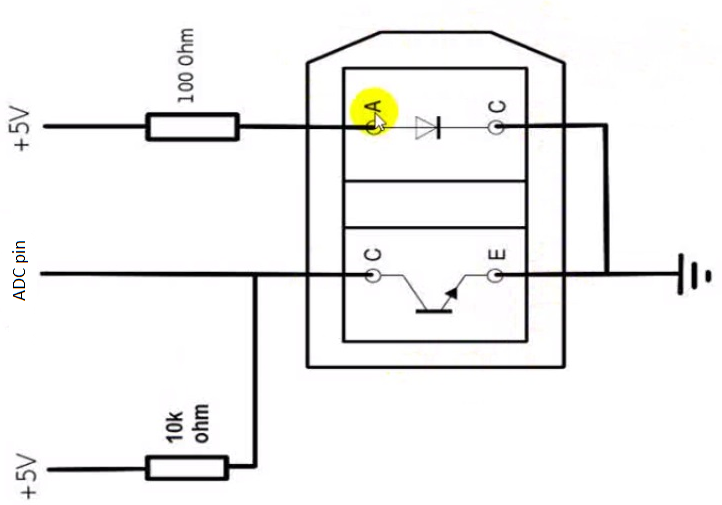 100 Ohm
+5V
A
C
ADC pin
C
E
10k
ohm
+5V